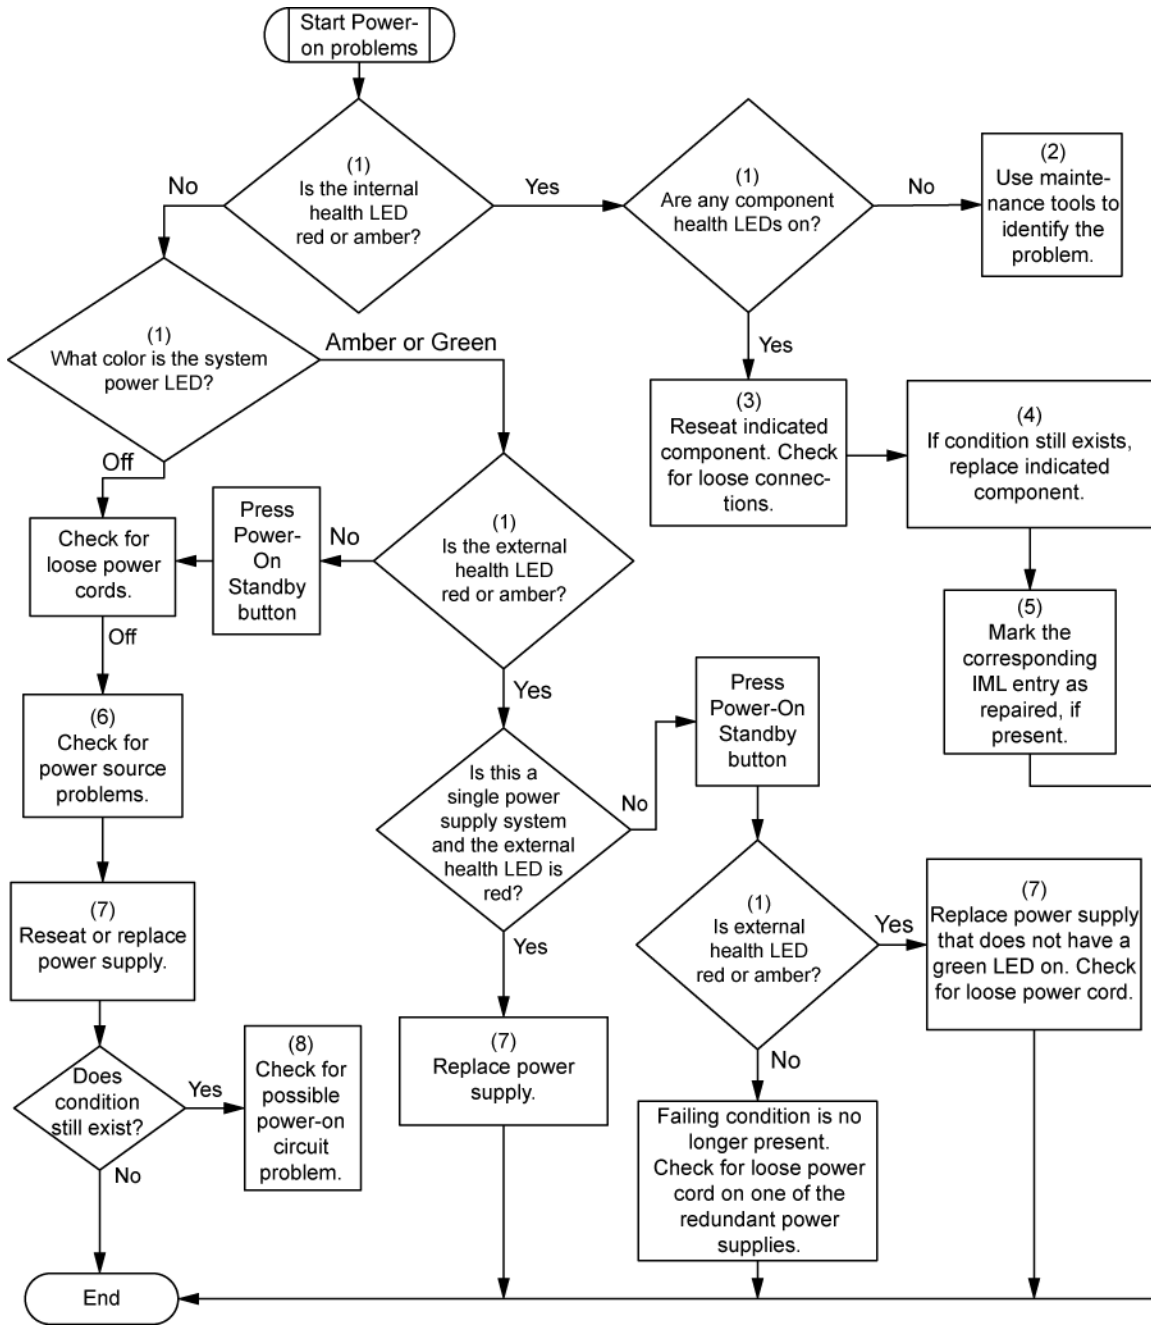 Start Power-
on problems
(1)
Is the internal
health LED
red or amber?
No
Yes
(1)
Are any component
health LEDs on?
No
(2)
Use mainte-
nance tools to
identify the
problem.
(1)
What color is the system
power LED?
Amber or Green
Off
Yes
(3)
Reseat indicated
component. Check
for loose connec-
tions.
(4)
If condition still exists,
replace indicated
component.
(5)
Mark the
corresponding
IML entry as
repaired, if
present.
(1)
Is the external
health LED
red or amber?
No
Press
Power-
On
Standby
button
Check for
loose power
cords.
Off
Yes
(6)
Check for
power source
problems.
Is this a
single power
supply system
and the external
health LED is
red?
No
Press
Power-On
Standby
button
(7)
Reseat or replace
power supply.
Yes
(1)
Is external
health LED
red or amber?
Yes
(7)
Replace power supply
that does not have a
green LED on. Check
for loose power cord.
Does
condition
still exist?
Yes
(8)
Check for
possible
power-on
circuit
problem.
(7)
Replace power
supply.
No
Failing condition is no
longer present.
Check for loose power
cord on one of the
redundant power
supplies.
No
End